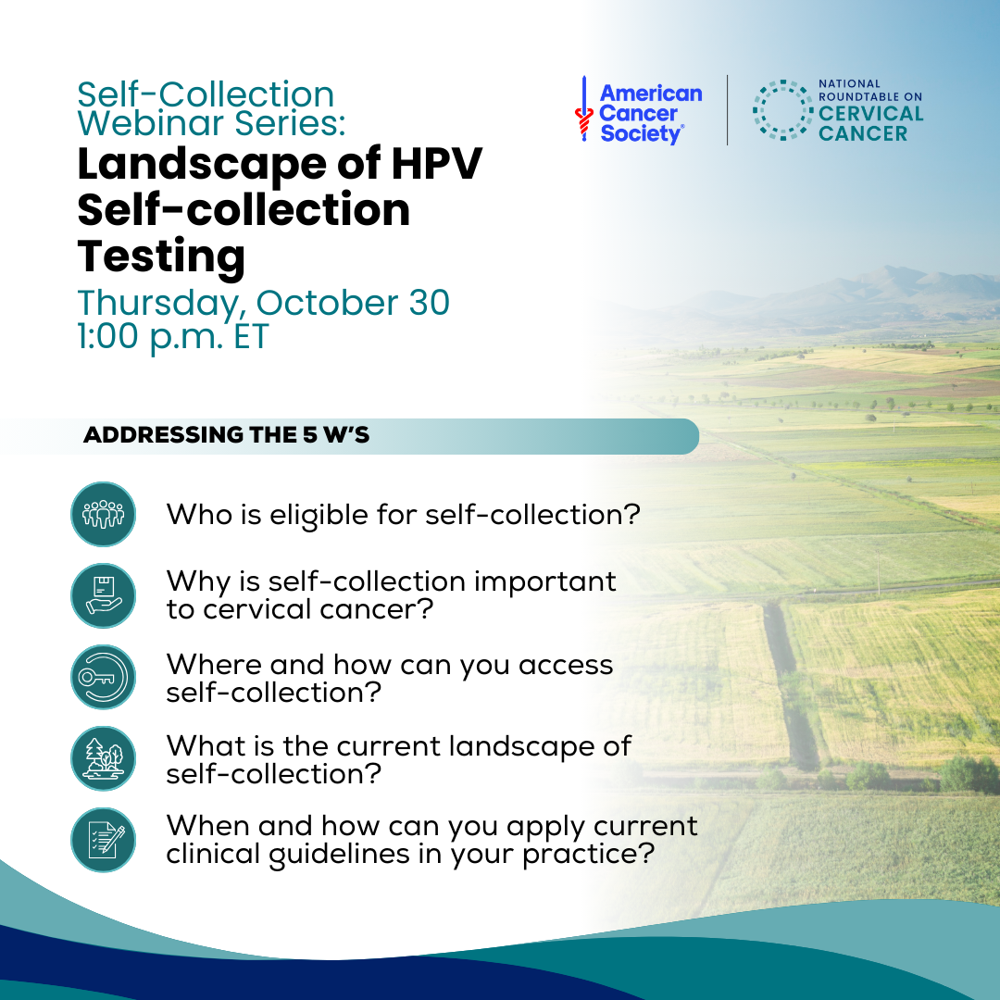 Self-Collection
Webinar Series:
Landscape of HPV
Self-collection
Testing
Thursday, October 30
1:00 p.m. ET
American
Cancer
Society®
NATIONAL
ROUNDTABLE ON
CERVICAL
CANCER
ADDRESSING THE 5 W'S
Who is eligible for self-collection?
Why is self-collection important
to cervical cancer?
Where and how can you access
self-collection?
What is the current landscape of
self-collection?
When and how can you apply current
clinical guidelines in your practice?